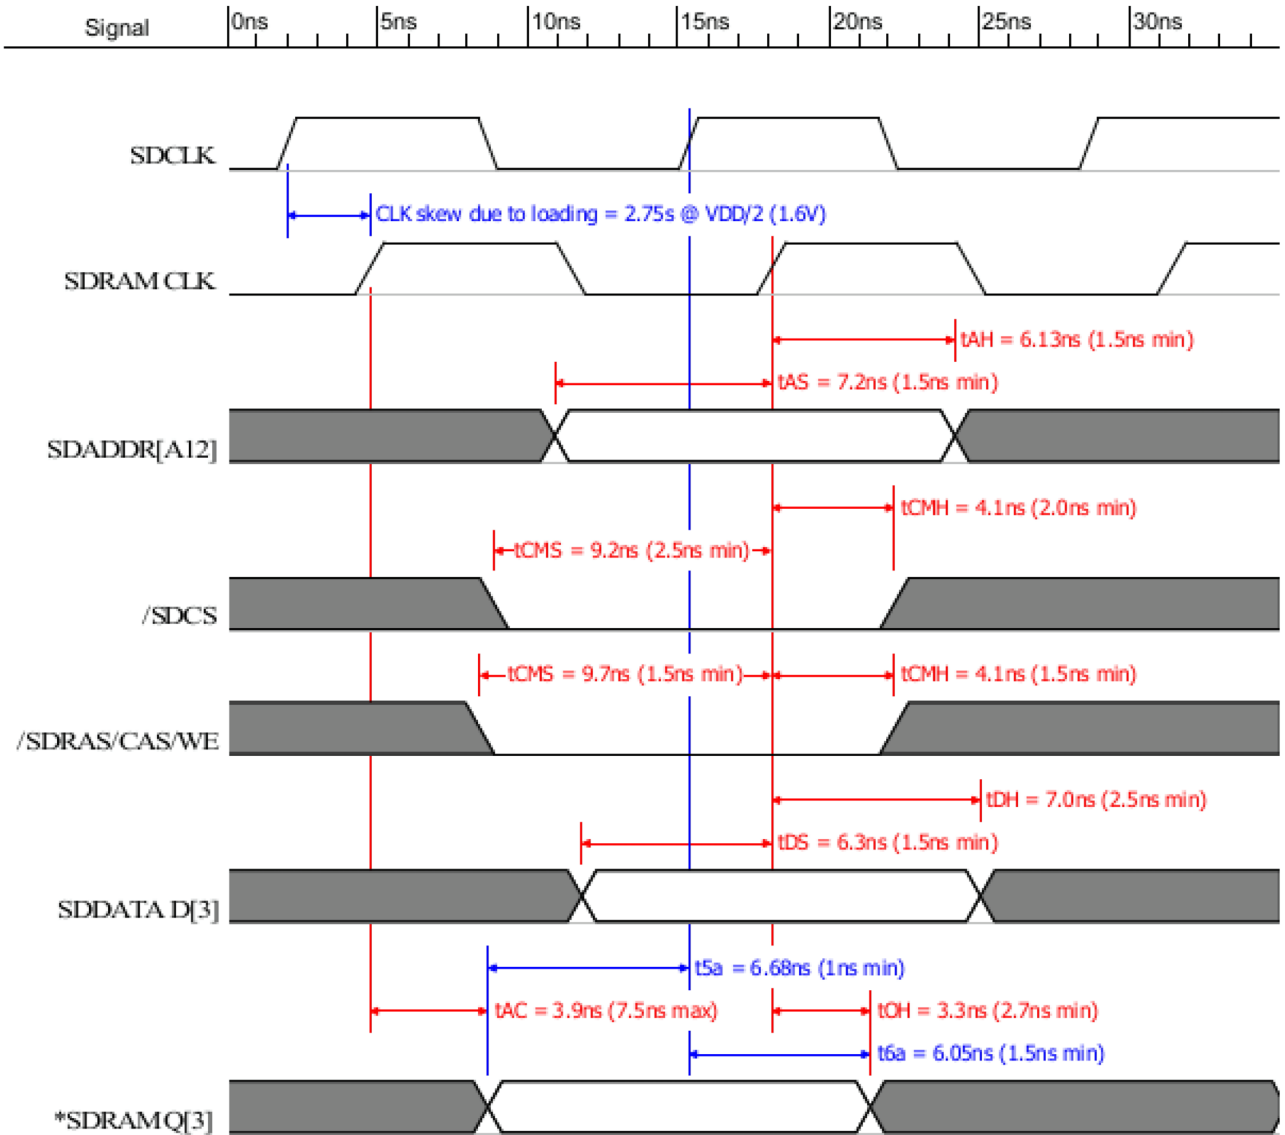 Signal 0ns 5ns 10ns 15ns 20ns 25ns 30ns
SDCLK
CLK skew due to loading = 2.75s @ VDD/2 (1.6V)
SDRAM CLK
tAH = 6.13ns (1.5ns min)
tAS = 7.2ns (1.5ns min)
SDADDR[A12]
tCMH = 4.1ns (2.0ns min)
tCMS = 9.2ns (2.5ns min)
/SDCS
tCMS = 9.7ns (1.5ns min) tCMH = 4.1ns (1.5ns min)
/SDRAS/CAS/WE
tDH = 7.0ns (2.5ns min)
tDS = 6.3ns (1.5ns min)
SDDATA D[3]
t5a = 6.68ns (1ns min)
tAC = 3.9ns (7.5ns max) tOH = 3.3ns (2.7ns min)
t6a = 6.05ns (1.5ns min)
*SDRAM Q[3]